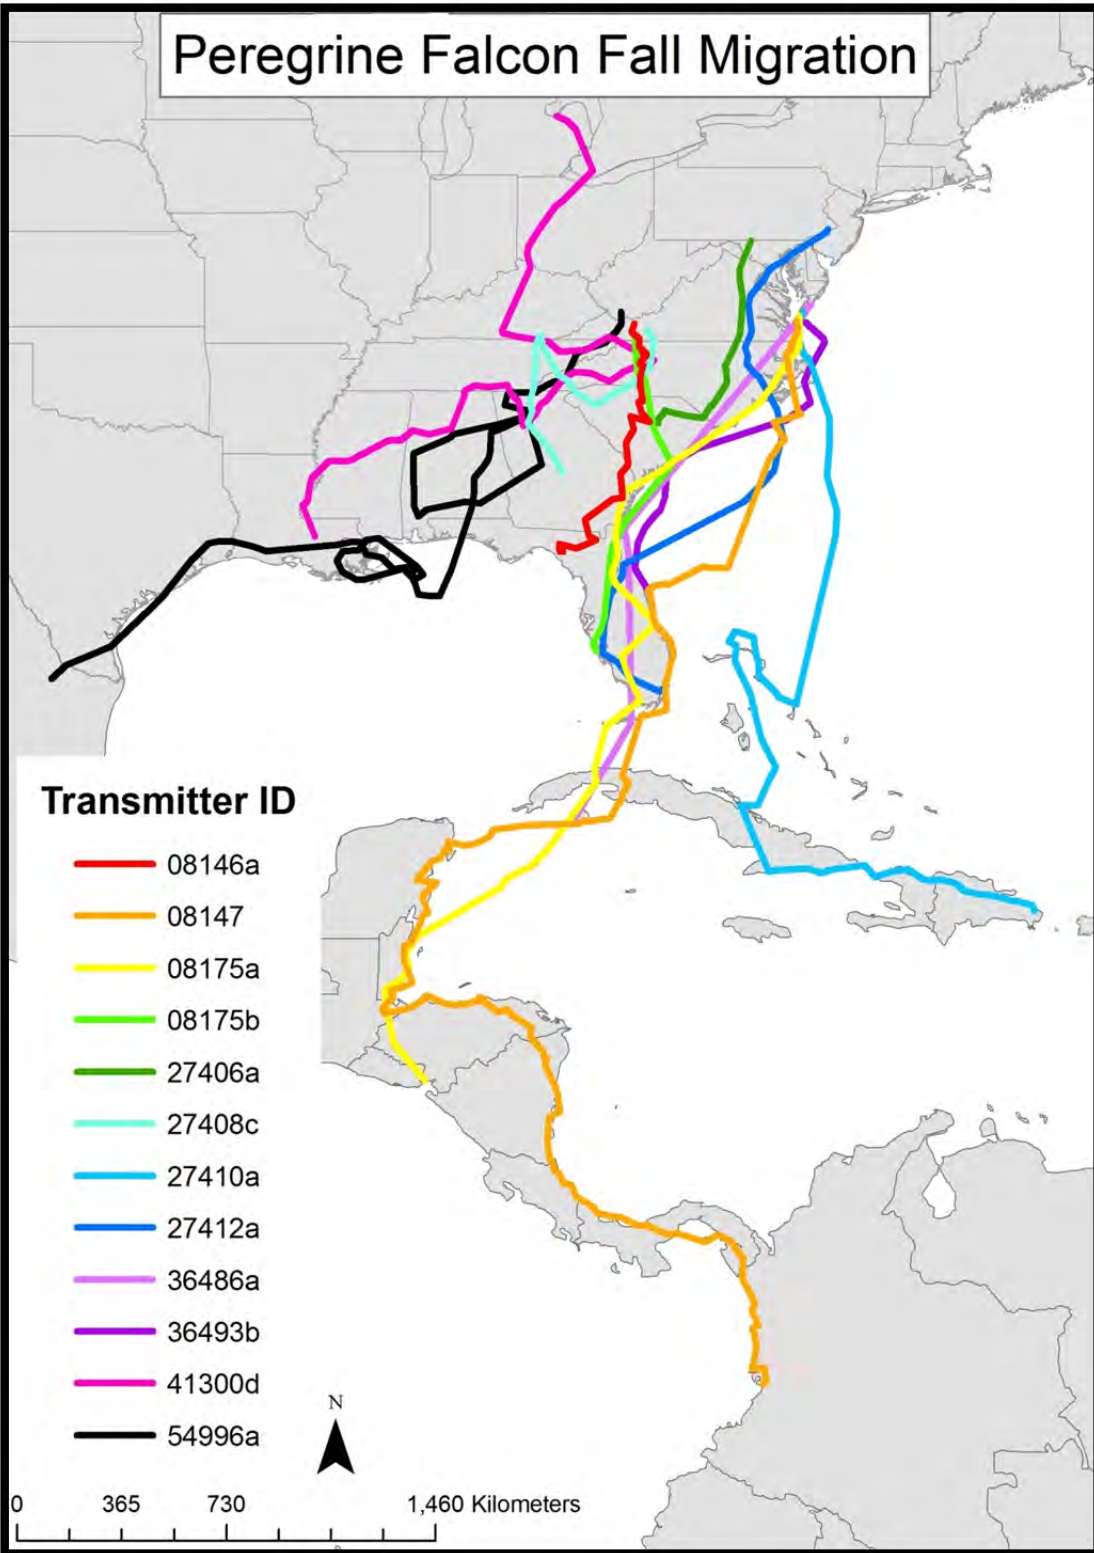 Peregrine Falcon Fall Migration
Transmitter ID
08146a
08147
08175a
08175b
27406a
27408c
27410a
27412a
36486a
36493b
41300d
54996a
N
0 365 730 1,460 Kilometers